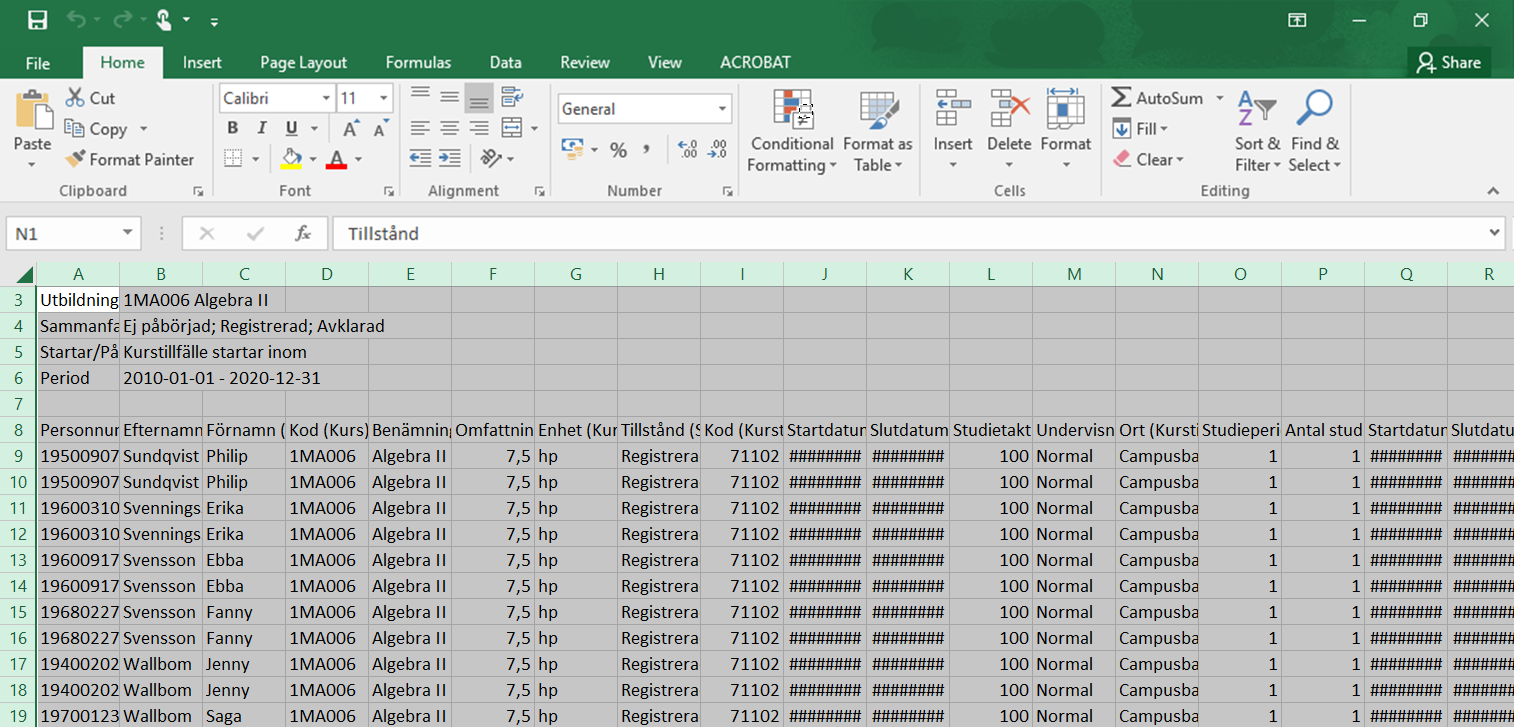 File Home Insert Page Layout Formulas Data Review View ACROBAT Share
Cut Calibri 11 General AutoSum
Copy Fill
Paste Format Painter B I U A A A % , Conditional Format as Insert Delete Format Clear Sort & Find &
Formatting Table Filter Select
Clipboard Font Alignment Number Cells Editing
N1 fx Tillstånd
A B C D E F G H I J K L M N O P Q R
3 Utbildning 1MA006 Algebra II
4 Sammanfa Ej påbörjad; Registrerad; Avklarad
5 Startar/På Kurstillfälle startar inom
6 Period 2010-01-01 - 2020-12-31
7
8 Personnur Efternamn Förnamn ( Kod (Kurs) Benämning Omfattnin Enhet (Kur Tillstånd (S Kod (Kurst Startdatur Slutdatum Studietakt Undervisn Ort (Kursti Studieperi Antal stud Startdatur Slutdatu
9 19500907 Sundqvist Philip 1MA006 Algebra II 7,5 hp Registrera 71102 ######## ######## 100 Normal Campusba 1 1 ######## #######
10 19500907 Sundqvist Philip 1MA006 Algebra II 7,5 hp Registrera 71102 ######## ######## 100 Normal Campusba 1 1 ######## #######
11 19600310 Svennings Erika 1MA006 Algebra II 7,5 hp Registrera 71102 ######## ######## 100 Normal Campusba 1 1 ######## #######
12 19600310 Svennings Erika 1MA006 Algebra II 7,5 hp Registrera 71102 ######## ######## 100 Normal Campusba 1 1 ######## #######
13 19600917 Svensson Ebba 1MA006 Algebra II 7,5 hp Registrera 71102 ######## ######## 100 Normal Campusba 1 1 ######## #######
14 19600917 Svensson Ebba 1MA006 Algebra II 7,5 hp Registrera 71102 ######## ######## 100 Normal Campusba 1 1 ######## #######
15 19680227 Svensson Fanny 1MA006 Algebra II 7,5 hp Registrera 71102 ######## ######## 100 Normal Campusba 1 1 ######## #######
16 19680227 Svensson Fanny 1MA006 Algebra II 7,5 hp Registrera 71102 ######## ######## 100 Normal Campusba 1 1 ######## #######
17 19400202 Wallbom Jenny 1MA006 Algebra II 7,5 hp Registrera 71102 ######## ######## 100 Normal Campusba 1 1 ######## #######
18 19400202 Wallbom Jenny 1MA006 Algebra II 7,5 hp Registrera 71102 ######## ######## 100 Normal Campusba 1 1 ######## #######
19 19700123 Wallbom Saga 1MA006 Algebra II 7,5 hp Registrera 71102 ######## ######## 100 Normal Campusba 1 1 ######## #######